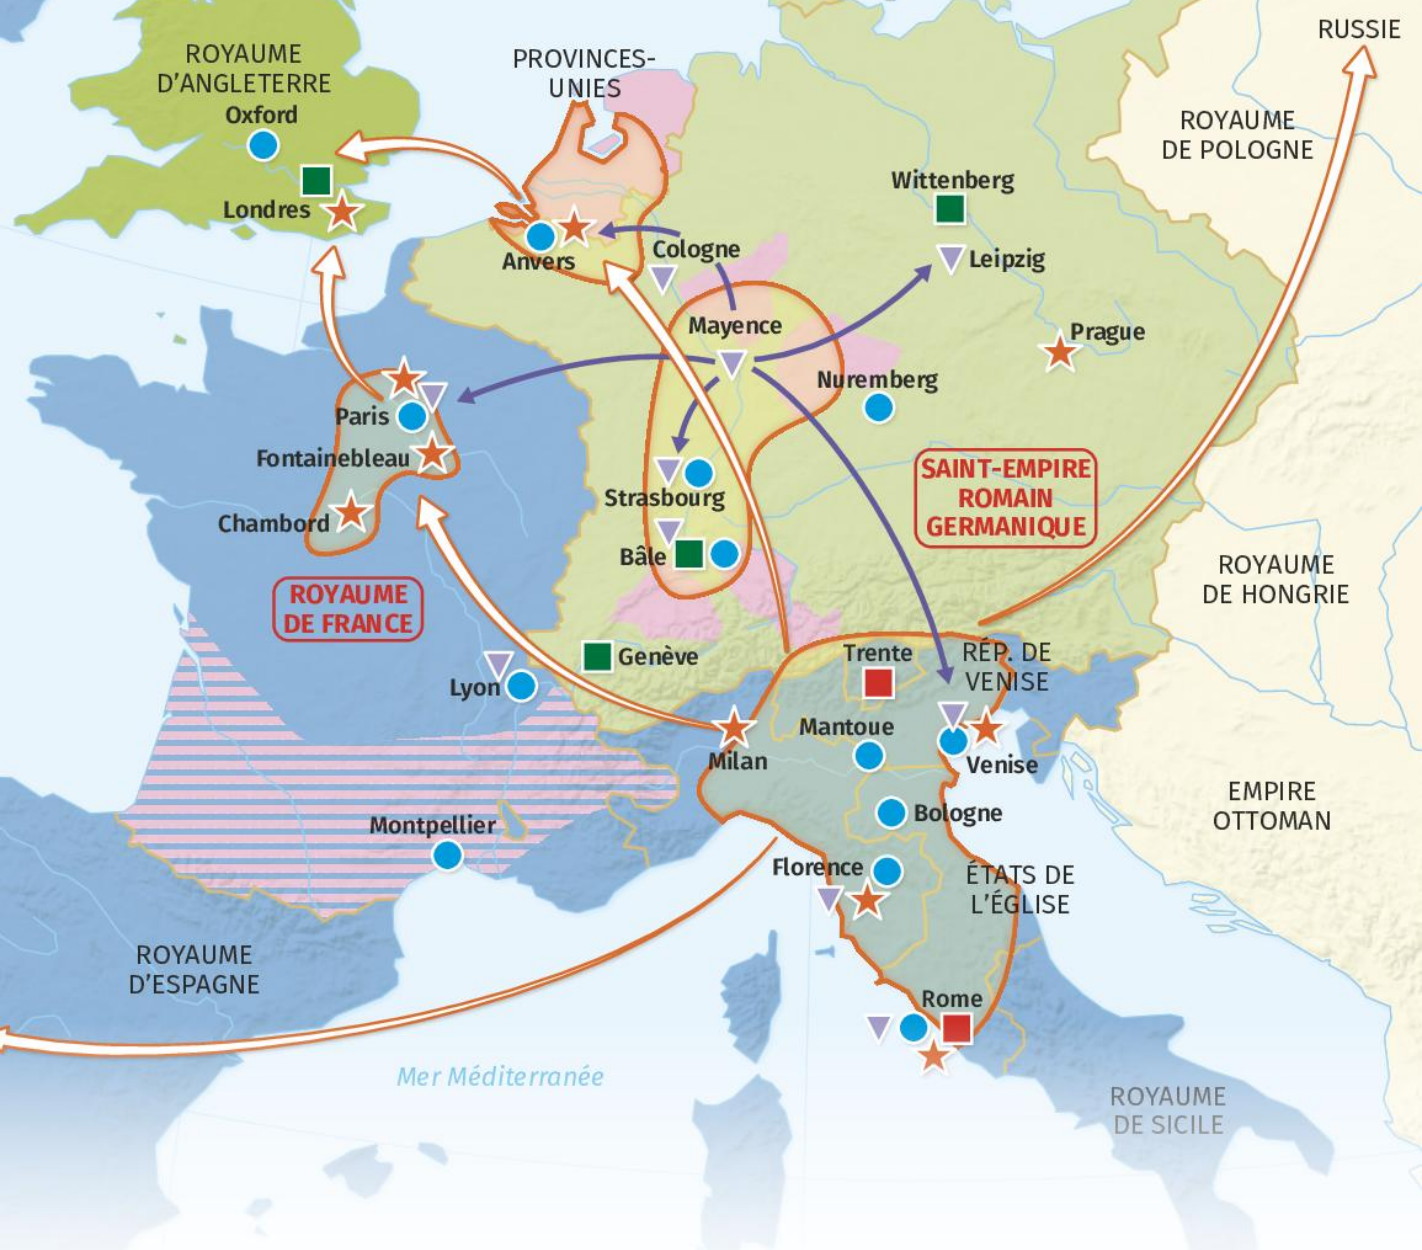 RUSSIE
ROYAUME
D'ANGLETERRE
PROVINCES-
UNIES
Oxford
ROYAUME
DE POLOGNE
Wittenberg
Londres
Cologne
Anvers
Leipzig
Mayence
Prague
Nuremberg
Paris
Fontainebleau
SAINT-EMPIRE
ROMAIN
GERMANIQUE
Strasbourg
Chambord
Bâle
ROYAUME
DE HONGRIE
ROYAUME
DE FRANCE
Genève
Trente
RÉP. DE
VENISE
Lyon
Mantoue
Milan
Venise
EMPIRE
OTTOMAN
Bologne
Montpellier
Florence
ÉTATS DE
L'ÉGLISE
ROYAUME
D'ESPAGNE
Rome
Mer Méditerranée
ROYAUME
DE SICILE